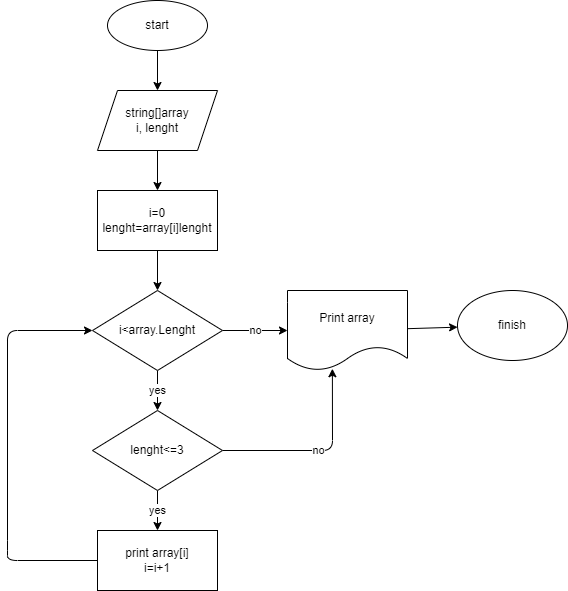 start
string[]array
i, lenght
i=0
lenght=array[i]lenght
i<array.Lenght
no
Print array
finish
yes
lenght<=3
no
yes
print array[i]
i=i+1